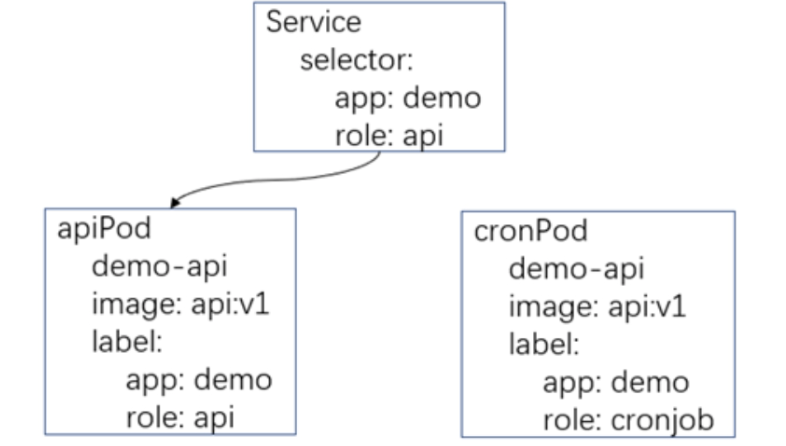 Service
selector:
app: demo
role: api
apiPod
demo-api
image: api:v1
label:
app: demo
role: api
cronPod
demo-api
image: api:v1
label:
app: demo
role: cronjob